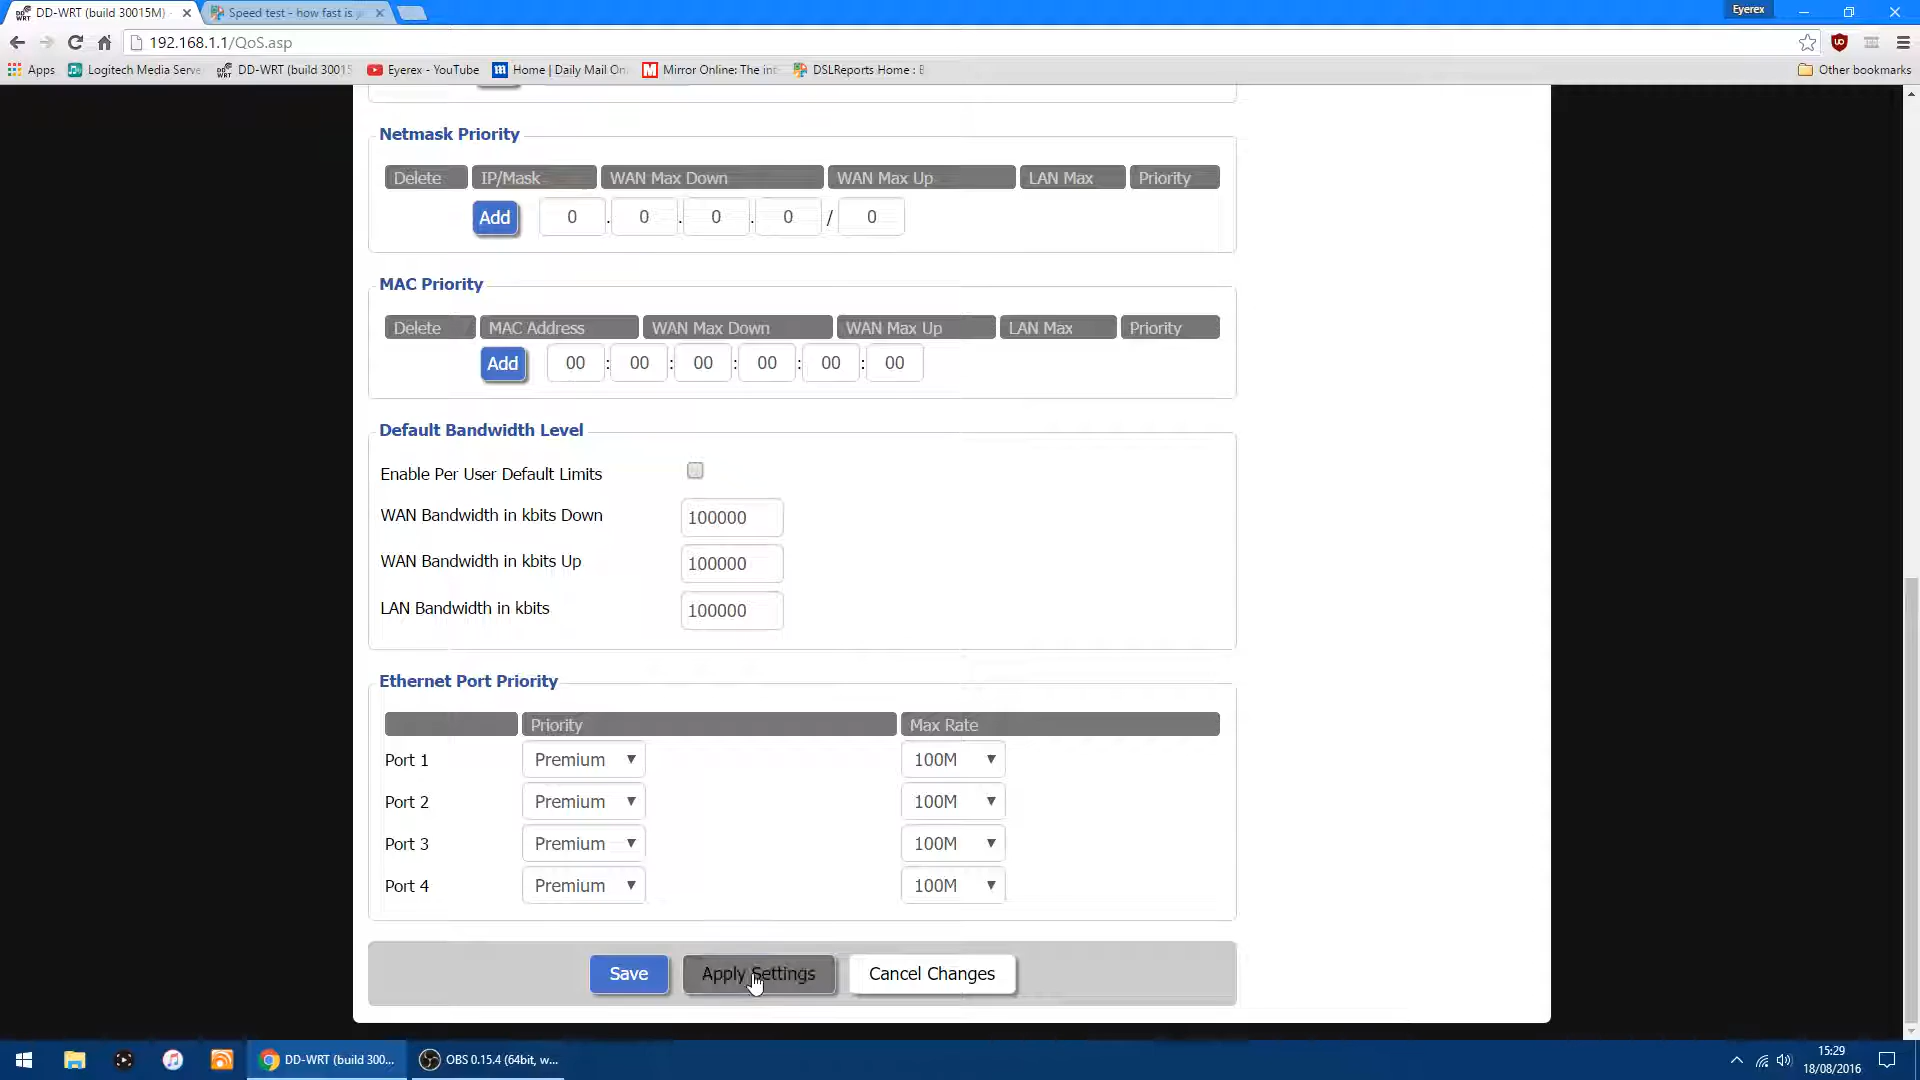 DD-WRT (build 30015M) -
Speed test - how fast is
Eyerex
192.168.1.1/QoS.asp
Apps
Logitech Media Serve
DD-WRT (build 30015
Eyerex - YouTube
Home | Daily Mail On
Mirror Online: The int
DSLReports Home : B
Other bookmarks
Netmask Priority
Delete IP/Mask WAN Max Down WAN Max Up LAN Max Priority
Add 0 . 0 . 0 . 0 / 0
MAC Priority
Delete MAC Address WAN Max Down WAN Max Up LAN Max Priority
Add 00 : 00 : 00 : 00 : 00 : 00
Default Bandwidth Level
Enable Per User Default Limits
WAN Bandwidth in kbits Down 100000
WAN Bandwidth in kbits Up 100000
LAN Bandwidth in kbits 100000
Ethernet Port Priority
Priority Max Rate
Port 1 Premium 100M
Port 2 Premium 100M
Port 3 Premium 100M
Port 4 Premium 100M
Save Apply Settings Cancel Changes
DD-WRT (build 300...
OBS 0.15.4 (64bit, w...
15:29
18/08/2016